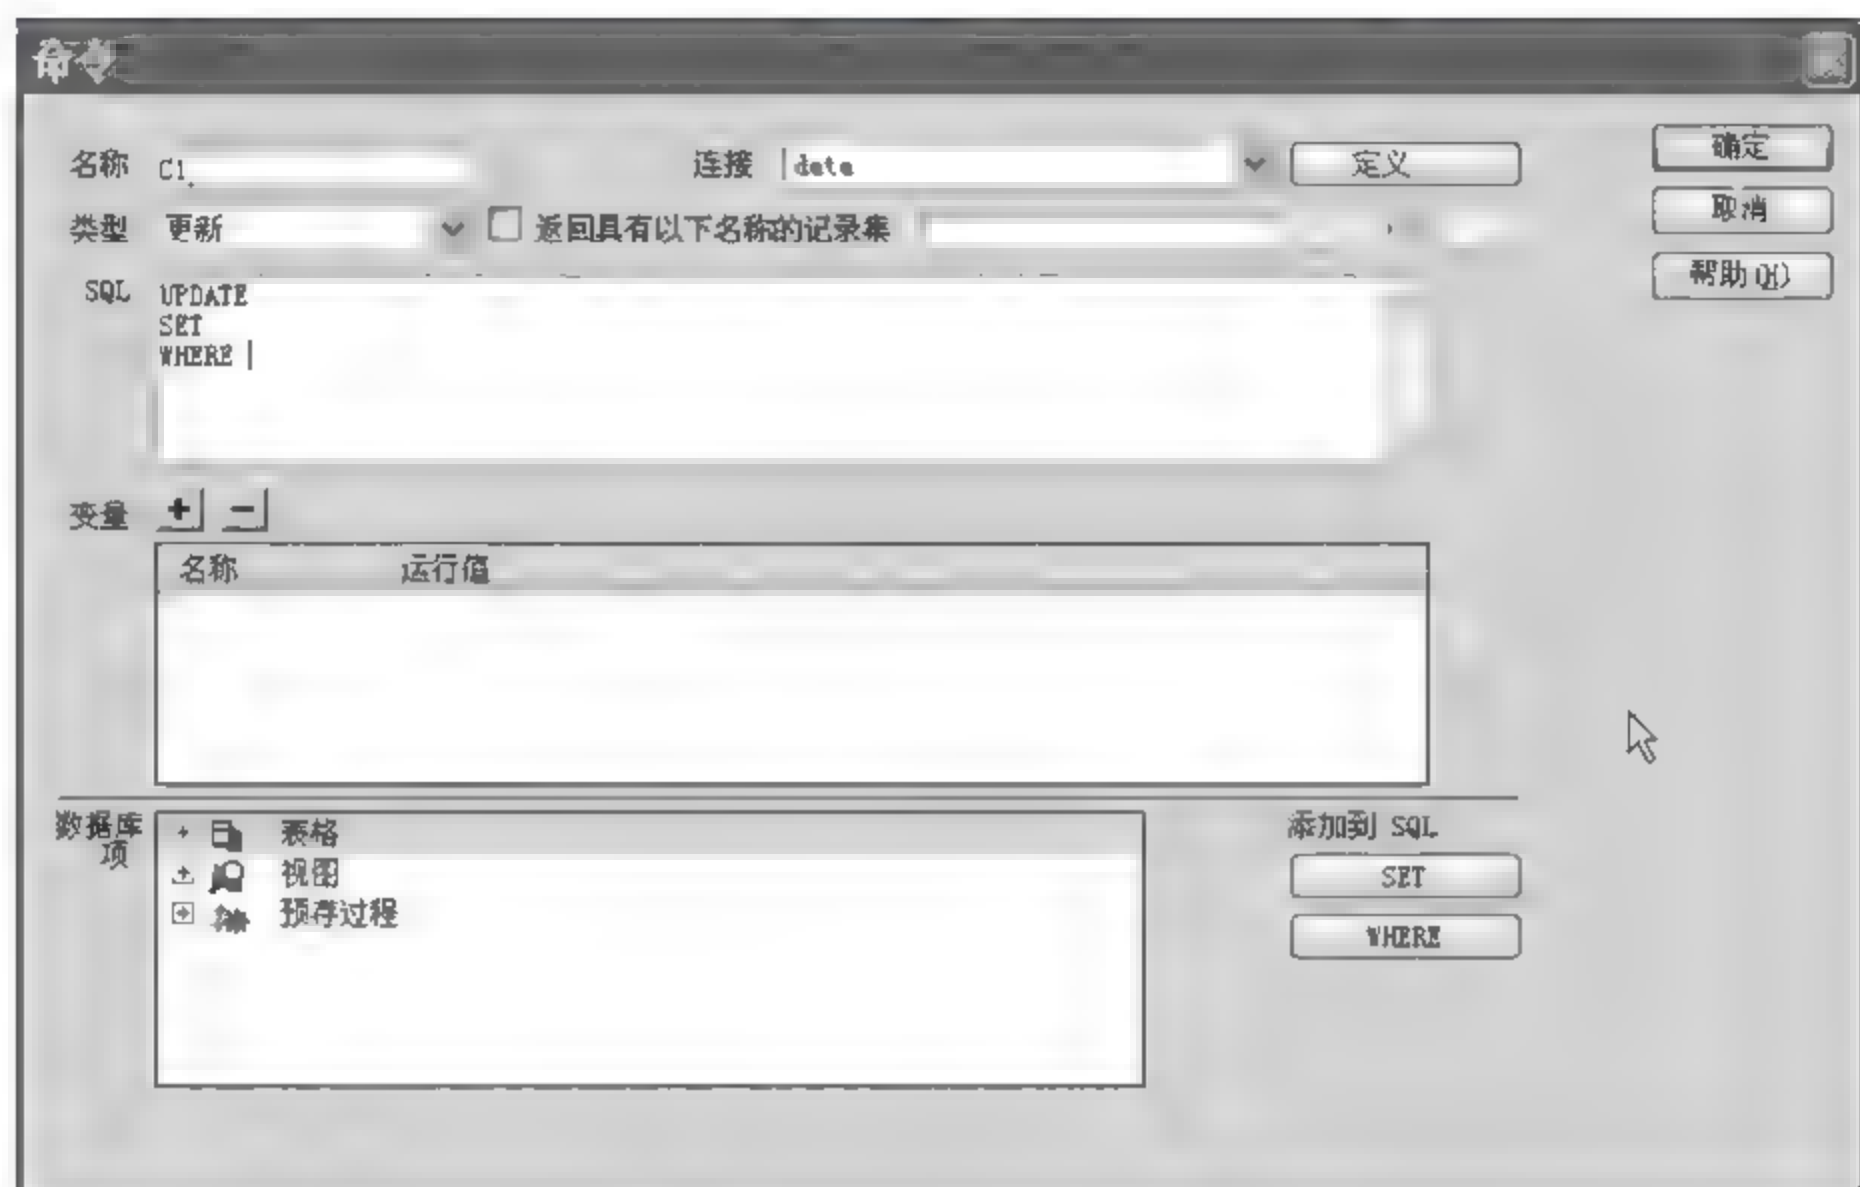 命令
名称 C1 连接 data 定义 确定
类型 更新 返回具有以下名称的记录集 取消
SQL UPDATE 帮助(H)
SET
WHERE
变量 + -
名称 运行值
数据库项 表格 添加到 SQL
视图 SET
预存过程 WHERE